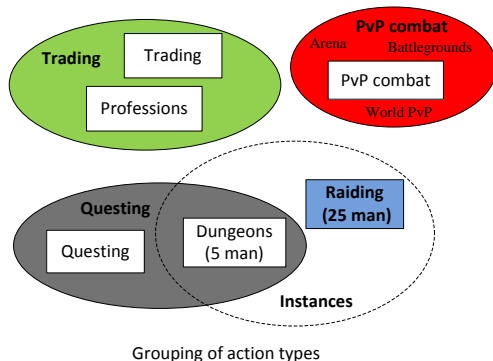 PvP combat
Arena
Battlegrounds
Trading
Trading
PvP combat
Professions
World PvP
Raiding
(25 man)
Questing
Dungeons
(5 man)
Questing
Instances
Grouping of action types